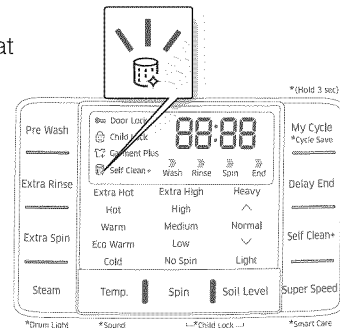 at
*(Hold 3 sec)
Pre Wash
Extra Rinse
Extra Spin
Steam
*Drum Light
Door Lock
Child Lock
Garment Plus
Self Clean+
88:88
Wash Rinse Spin End
Extra Hot Extra High Heavy
Hot High
Warm Medium Normal
Eco Warm Low
Cold No Spin Light
Temp. Spin Soil Level
*Sound *Child Lock
My Cycle
*Cycle Save
Delay End
Self Clean+
Super Speed
*Smart Care